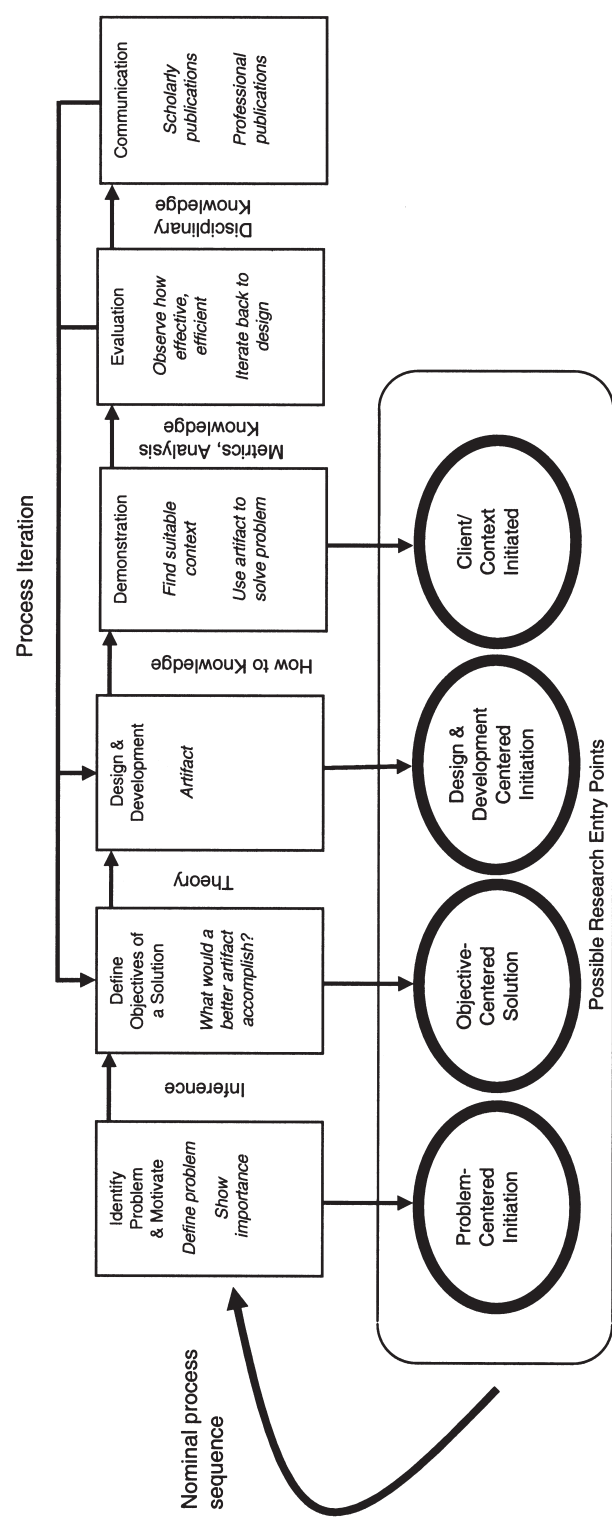 Process Iteration
Nominal process
sequence
Identify
Problem
& Motivate
Define problem
Show
importance
Inference
Define
Objectives of
a Solution
What would a
better artifact
accomplish?
Theory
Design &
Development
Artifact
How to Knowledge
Demonstration
Find suitable
context
Use artifact to
solve problem
Metrics, Analysis
Knowledge
Evaluation
Observe how
effective,
efficient
Iterate back to
design
Disciplinary
Knowledge
Communication
Scholarly
publications
Professional
publications
Problem-
Centered
Initiation
Objective-
Centered
Solution
Design &
Development
Centered
Initiation
Client/
Context
Initiated
Possible Research Entry Points